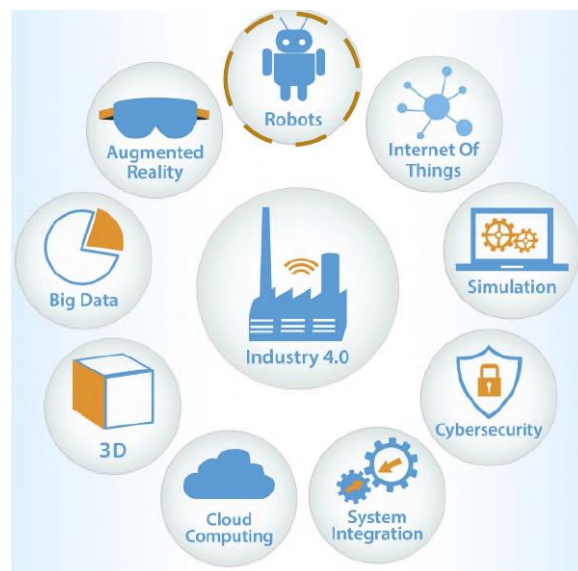 Robots
Augmented
Reality
Internet Of
Things
Big Data
Simulation
Industry 4.0
3D
Cybersecurity
Cloud
Computing
System
Integration